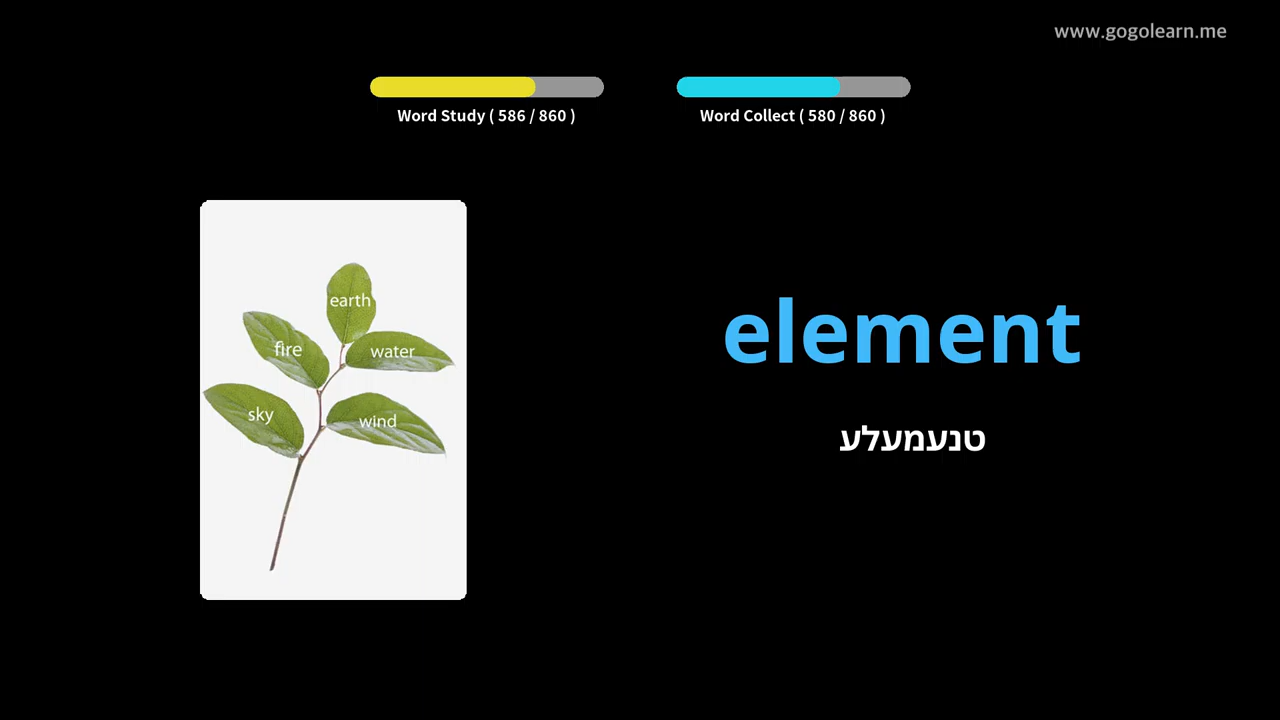 www.gogolearn.me
Word Study ( 586 / 860 )
Word Collect ( 580 / 860 )
earth
fire
water
sky
wind
element
טנעמעלע